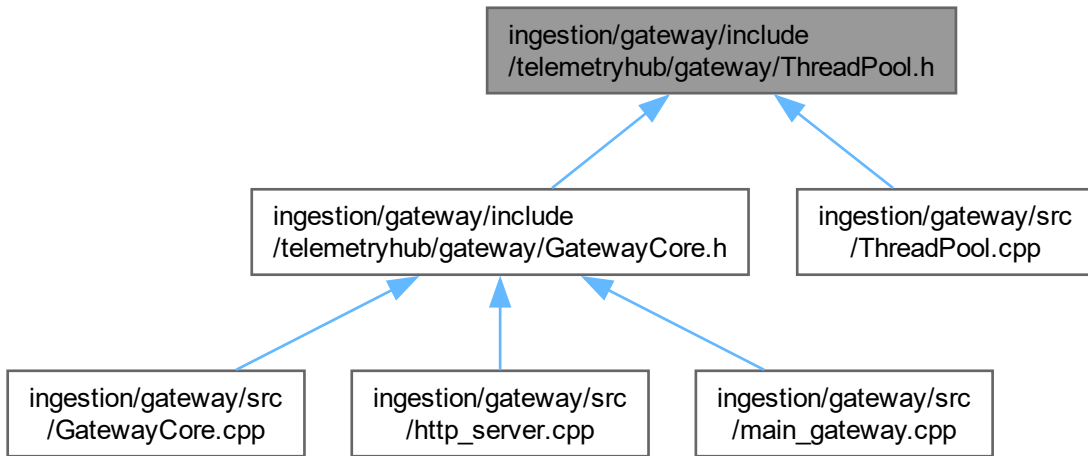 ingestion/gateway/include
/telemetryhub/gateway/ThreadPool.h
ingestion/gateway/include
/telemetryhub/gateway/GatewayCore.h
ingestion/gateway/src
/ThreadPool.cpp
ingestion/gateway/src
/GatewayCore.cpp
ingestion/gateway/src
/http_server.cpp
ingestion/gateway/src
/main_gateway.cpp